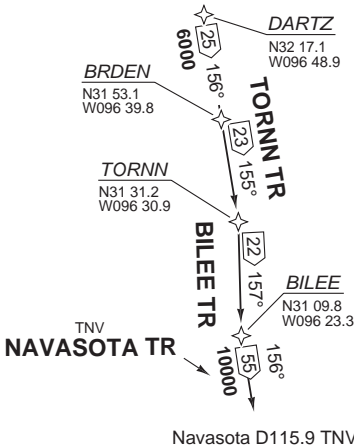 DARTZ
N32 17.1
W096 48.9
25
156°
6000
BRDEN
N31 53.1
W096 39.8
TORNN TR
23
155°
TORNN
N31 31.2
W096 30.9
BILEE TR
22
157°
BILEE
N31 09.8
W096 23.3
TNV
NAVASOTA TR
55
156°
10000
Navasota D115.9 TNV